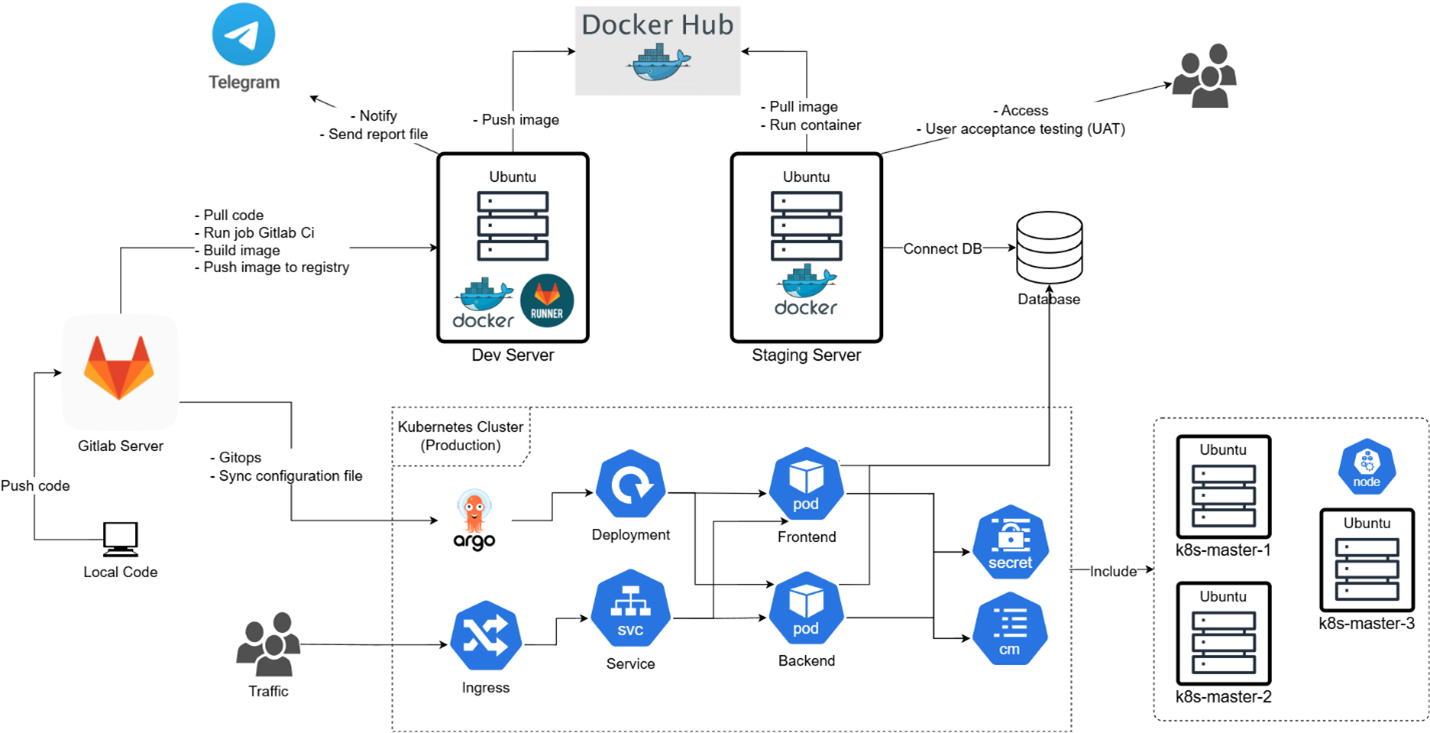 Docker Hub
Telegram
- Notify
- Send report file
- Push image
- Pull image
- Run container
- Access
- User acceptance testing (UAT)
Ubuntu
docker
RUNNER
Dev Server
Ubuntu
docker
Staging Server
- Pull code
- Run job Gitlab Ci
- Build image
- Push image to registry
Connect DB
Database
Gitlab Server
Push code
Local Code
- Gitops
- Sync configuration file
Kubernetes Cluster
(Production)
argo
Deployment
pod
Frontend
secret
Traffic
Ingress
svc
Service
pod
Backend
cm
Include
Ubuntu
k8s-master-1
node
Ubuntu
k8s-master-3
Ubuntu
k8s-master-2